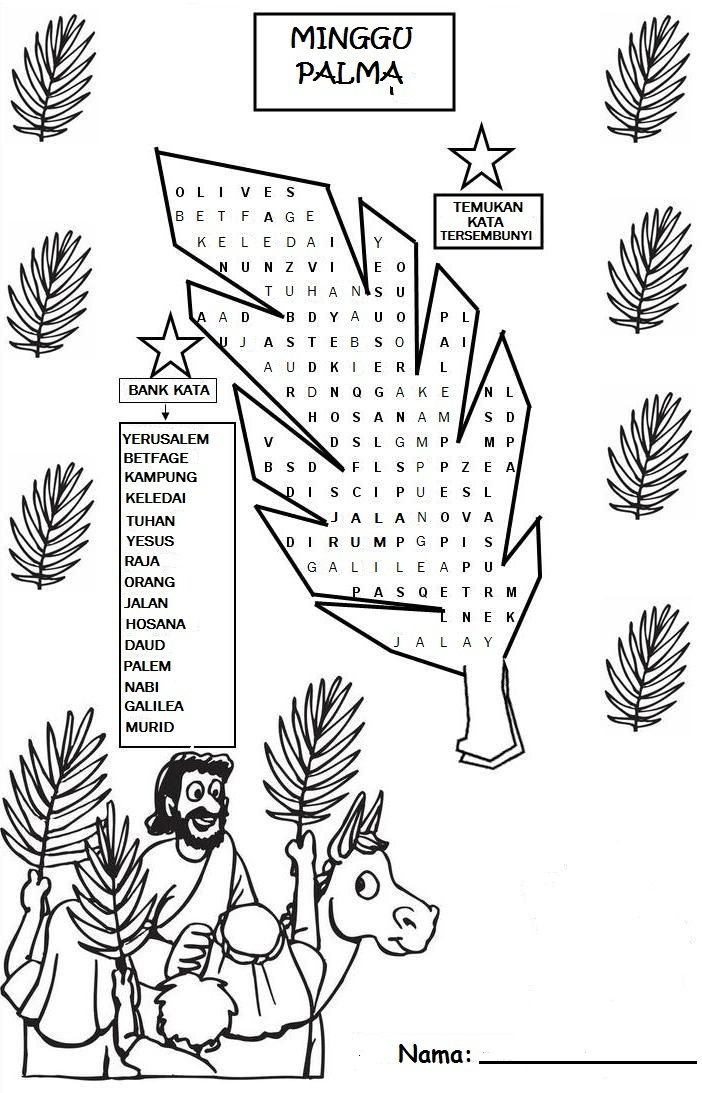 MINGGU
PALMA
TEMUKAN
KATA
TERSEMBUNYI
O L I V E S
B E T F A G E
K E L E D A I Y
N U N Z V I E O
T U H A N S U
A A D B D Y A U O P L
U J A S T E B S O A I
A U D K I E R L
R D N Q G A K E N L
H O S A N A M S D
V D S L G M P M P
B S D F L S P P Z E A
D I S C I P U E S L
J A L A N O V A
D I R U M P G P I S
G A L I L E A P U
P A S Q E T R M
L N E K
J A L A Y
BANK KATA
YERUSALEM
BETFAGE
KAMPUNG
KELEDAI
TUHAN
YESUS
RAJA
ORANG
JALAN
HOSANA
DAUD
PALEM
NABI
GALILEA
MURID
Nama: